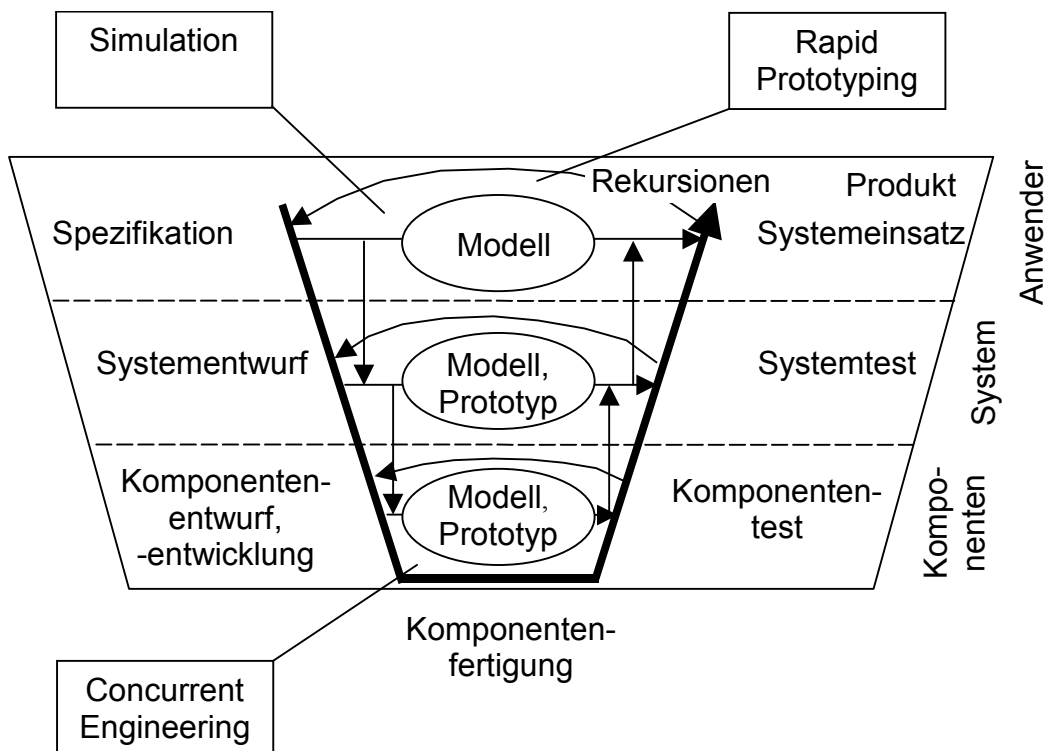 Simulation
Rapid
Prototyping
Rekursionen
Produkt
Spezifikation
Modell
Systemeinsatz
Anwender
Systementwurf
Modell,
Prototyp
Systemtest
System
Komponenten-
entwurf,
-entwicklung
Modell,
Prototyp
Komponenten-
test
Kompo-
nenten
Komponenten-
fertigung
Concurrent
Engineering